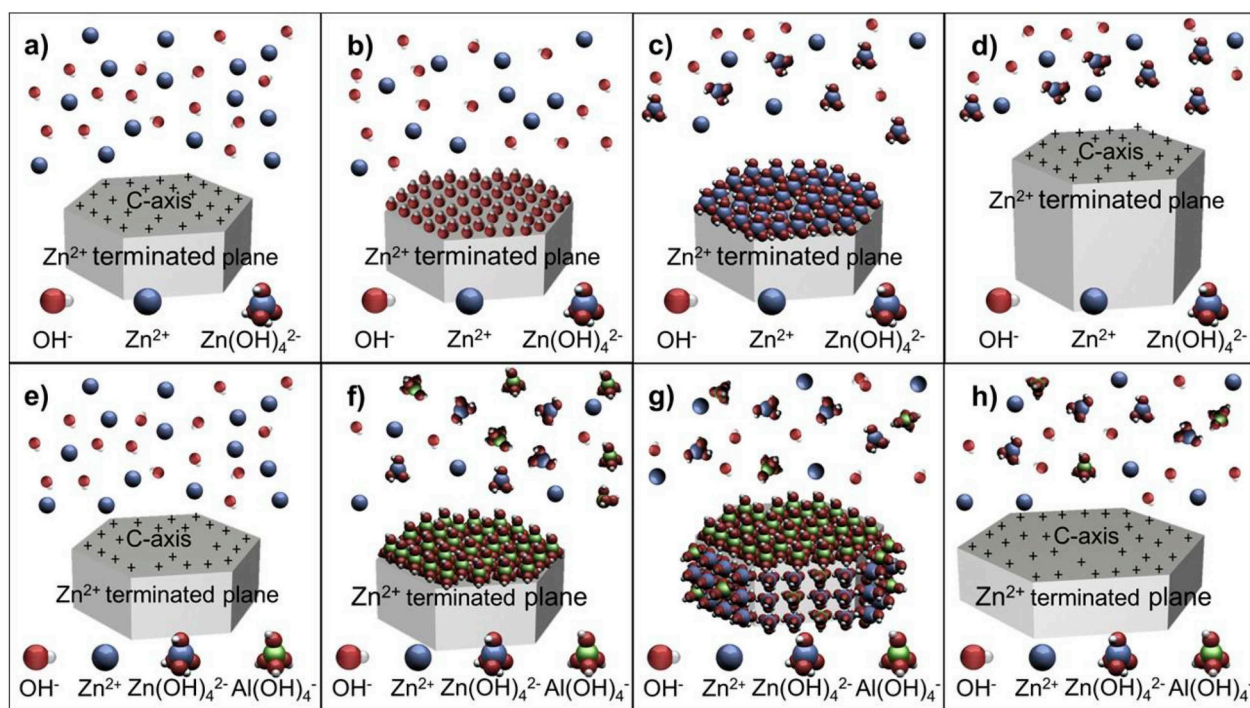 a)
C-axis
Zn²⁺ terminated plane
OH⁻ Zn²⁺ Zn(OH)₄²⁻
b)
Zn²⁺ terminated plane
OH⁻ Zn²⁺ Zn(OH)₄²⁻
c)
Zn²⁺ terminated plane
OH⁻ Zn²⁺ Zn(OH)₄²⁻
d)
C-axis
Zn²⁺ terminated plane
OH⁻ Zn²⁺ Zn(OH)₄²⁻
e)
C-axis
Zn²⁺ terminated plane
OH⁻ Zn²⁺ Zn(OH)₄²⁻ Al(OH)₄⁻
f)
Zn²⁺ terminated plane
OH⁻ Zn²⁺ Zn(OH)₄²⁻ Al(OH)₄⁻
g)
OH⁻ Zn²⁺ Zn(OH)₄²⁻ Al(OH)₄⁻
h)
C-axis
Zn²⁺ terminated plane
OH⁻ Zn²⁺ Zn(OH)₄²⁻ Al(OH)₄⁻